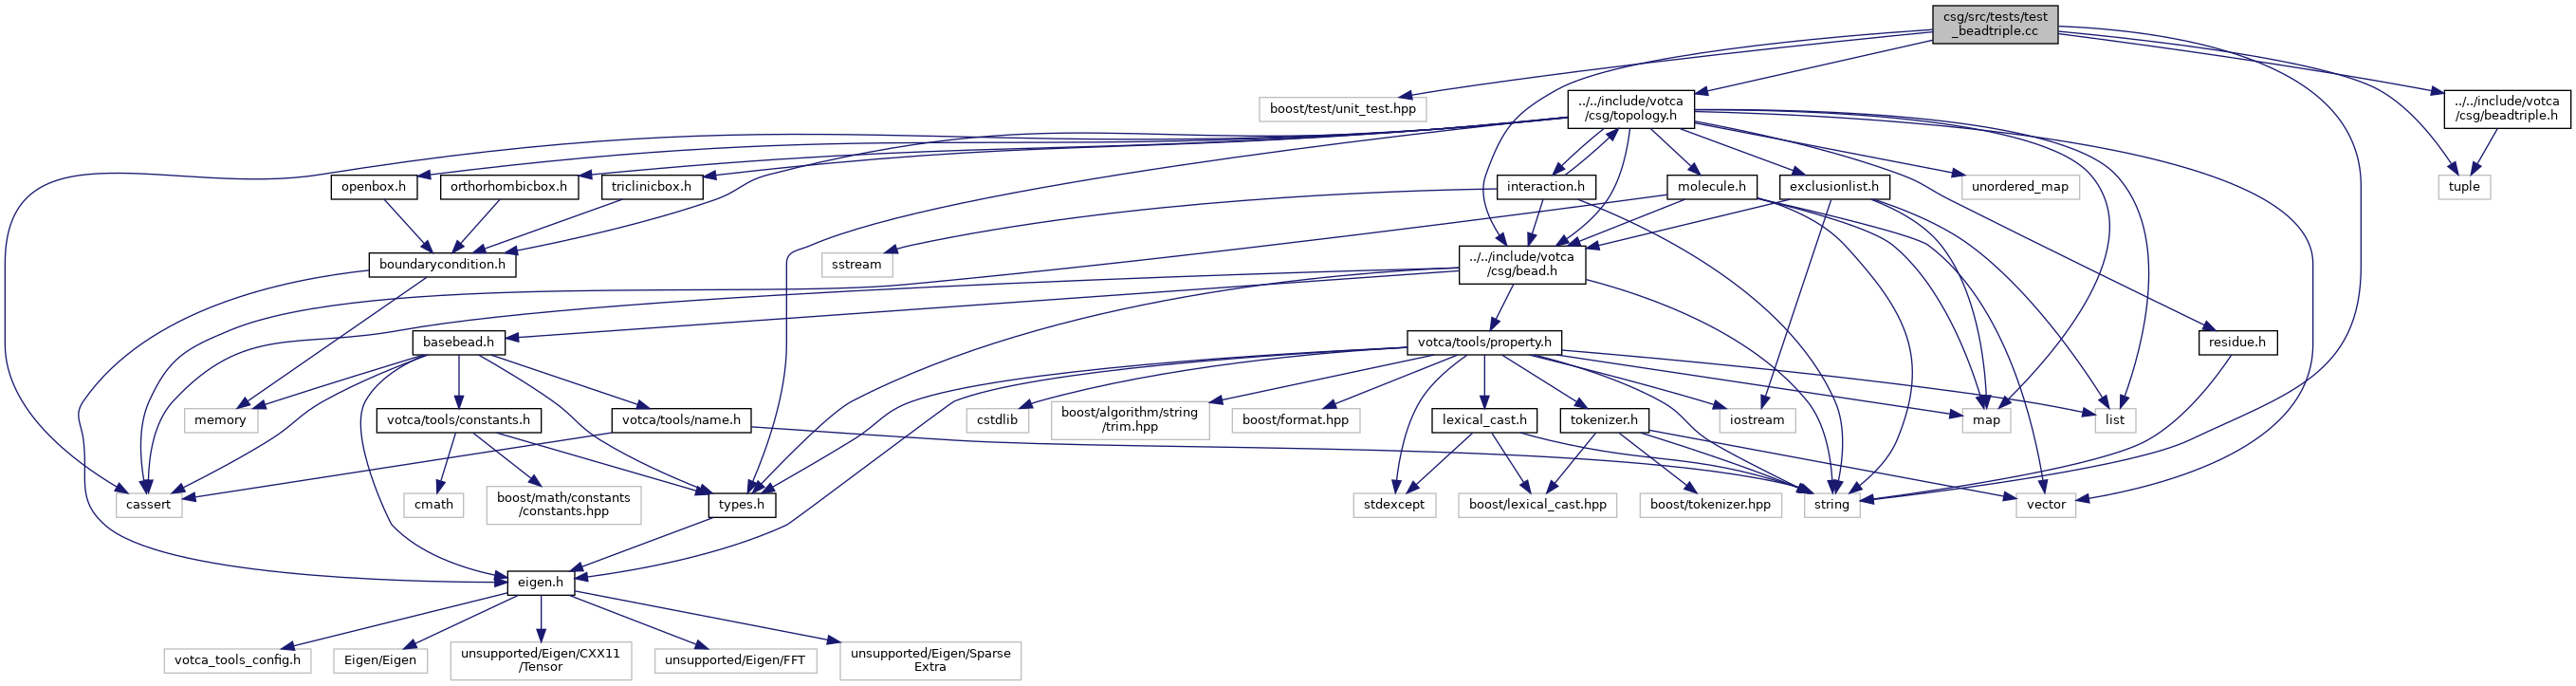 csg/src/tests/test
_beadtriple.cc
boost/test/unit_test.hpp
../../include/votca
/csg/topology.h
../../include/votca
/csg/beadtriple.h
openbox.h
orthorhombicbox.h
triclinicbox.h
interaction.h
molecule.h
exclusionlist.h
unordered_map
tuple
boundarycondition.h
sstream
../../include/votca
/csg/bead.h
basebead.h
votca/tools/property.h
residue.h
memory
votca/tools/constants.h
votca/tools/name.h
cstdlib
boost/algorithm/string
/trim.hpp
boost/format.hpp
lexical_cast.h
tokenizer.h
iostream
map
list
cassert
cmath
boost/math/constants
/constants.hpp
types.h
stdexcept
boost/lexical_cast.hpp
boost/tokenizer.hpp
string
vector
eigen.h
votca_tools_config.h
Eigen/Eigen
unsupported/Eigen/CXX11
/Tensor
unsupported/Eigen/FFT
unsupported/Eigen/Sparse
Extra